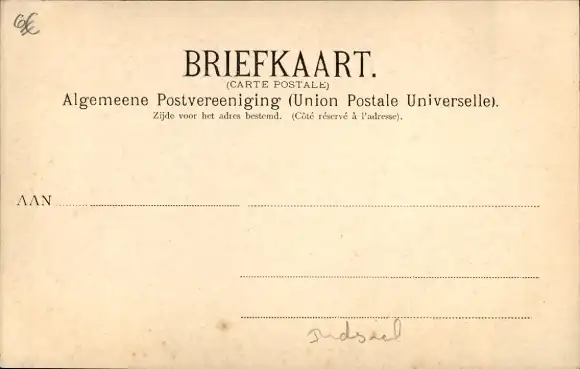 BRIEFKAART.
(CARTE POSTALE)
Algemeene Postvereeniging (Union Postale Universelle).
Zijde voor het adres bestemd. (Côté réservé à l'adresse).
AAN